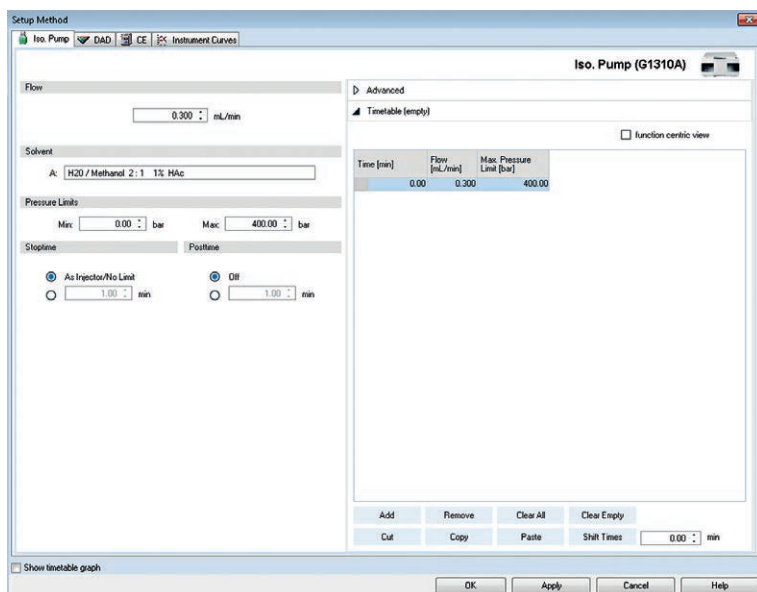 Setup Method
Iso. Pump DAD CE Instrument Curves
Iso. Pump (G1310A)
Flow
0.300 mL/min
Solvent
A: H20 / Methanol 2 : 1 1% HAc
Pressure Limits
Min: 0.00 bar Max: 400.00 bar
Stoptime Posttime
As Injector/No Limit Off
1.00 min 1.00 min
Advanced
Timetable (empty)
function centric view
Time [min] Flow [mL/min] Max. Pressure Limit [bar]
0.00 0.300 400.00
Add Remove Clear All Clear Empty
Cut Copy Paste Shift Times 0.00 min
Show timetable graph
OK Apply Cancel Help